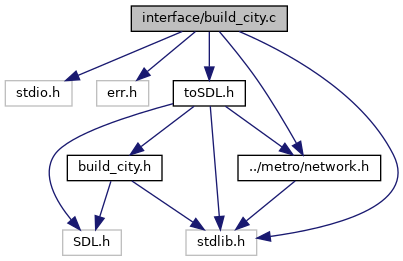 interface/build_city.c
stdio.h
err.h
toSDL.h
build_city.h
../metro/network.h
SDL.h
stdlib.h